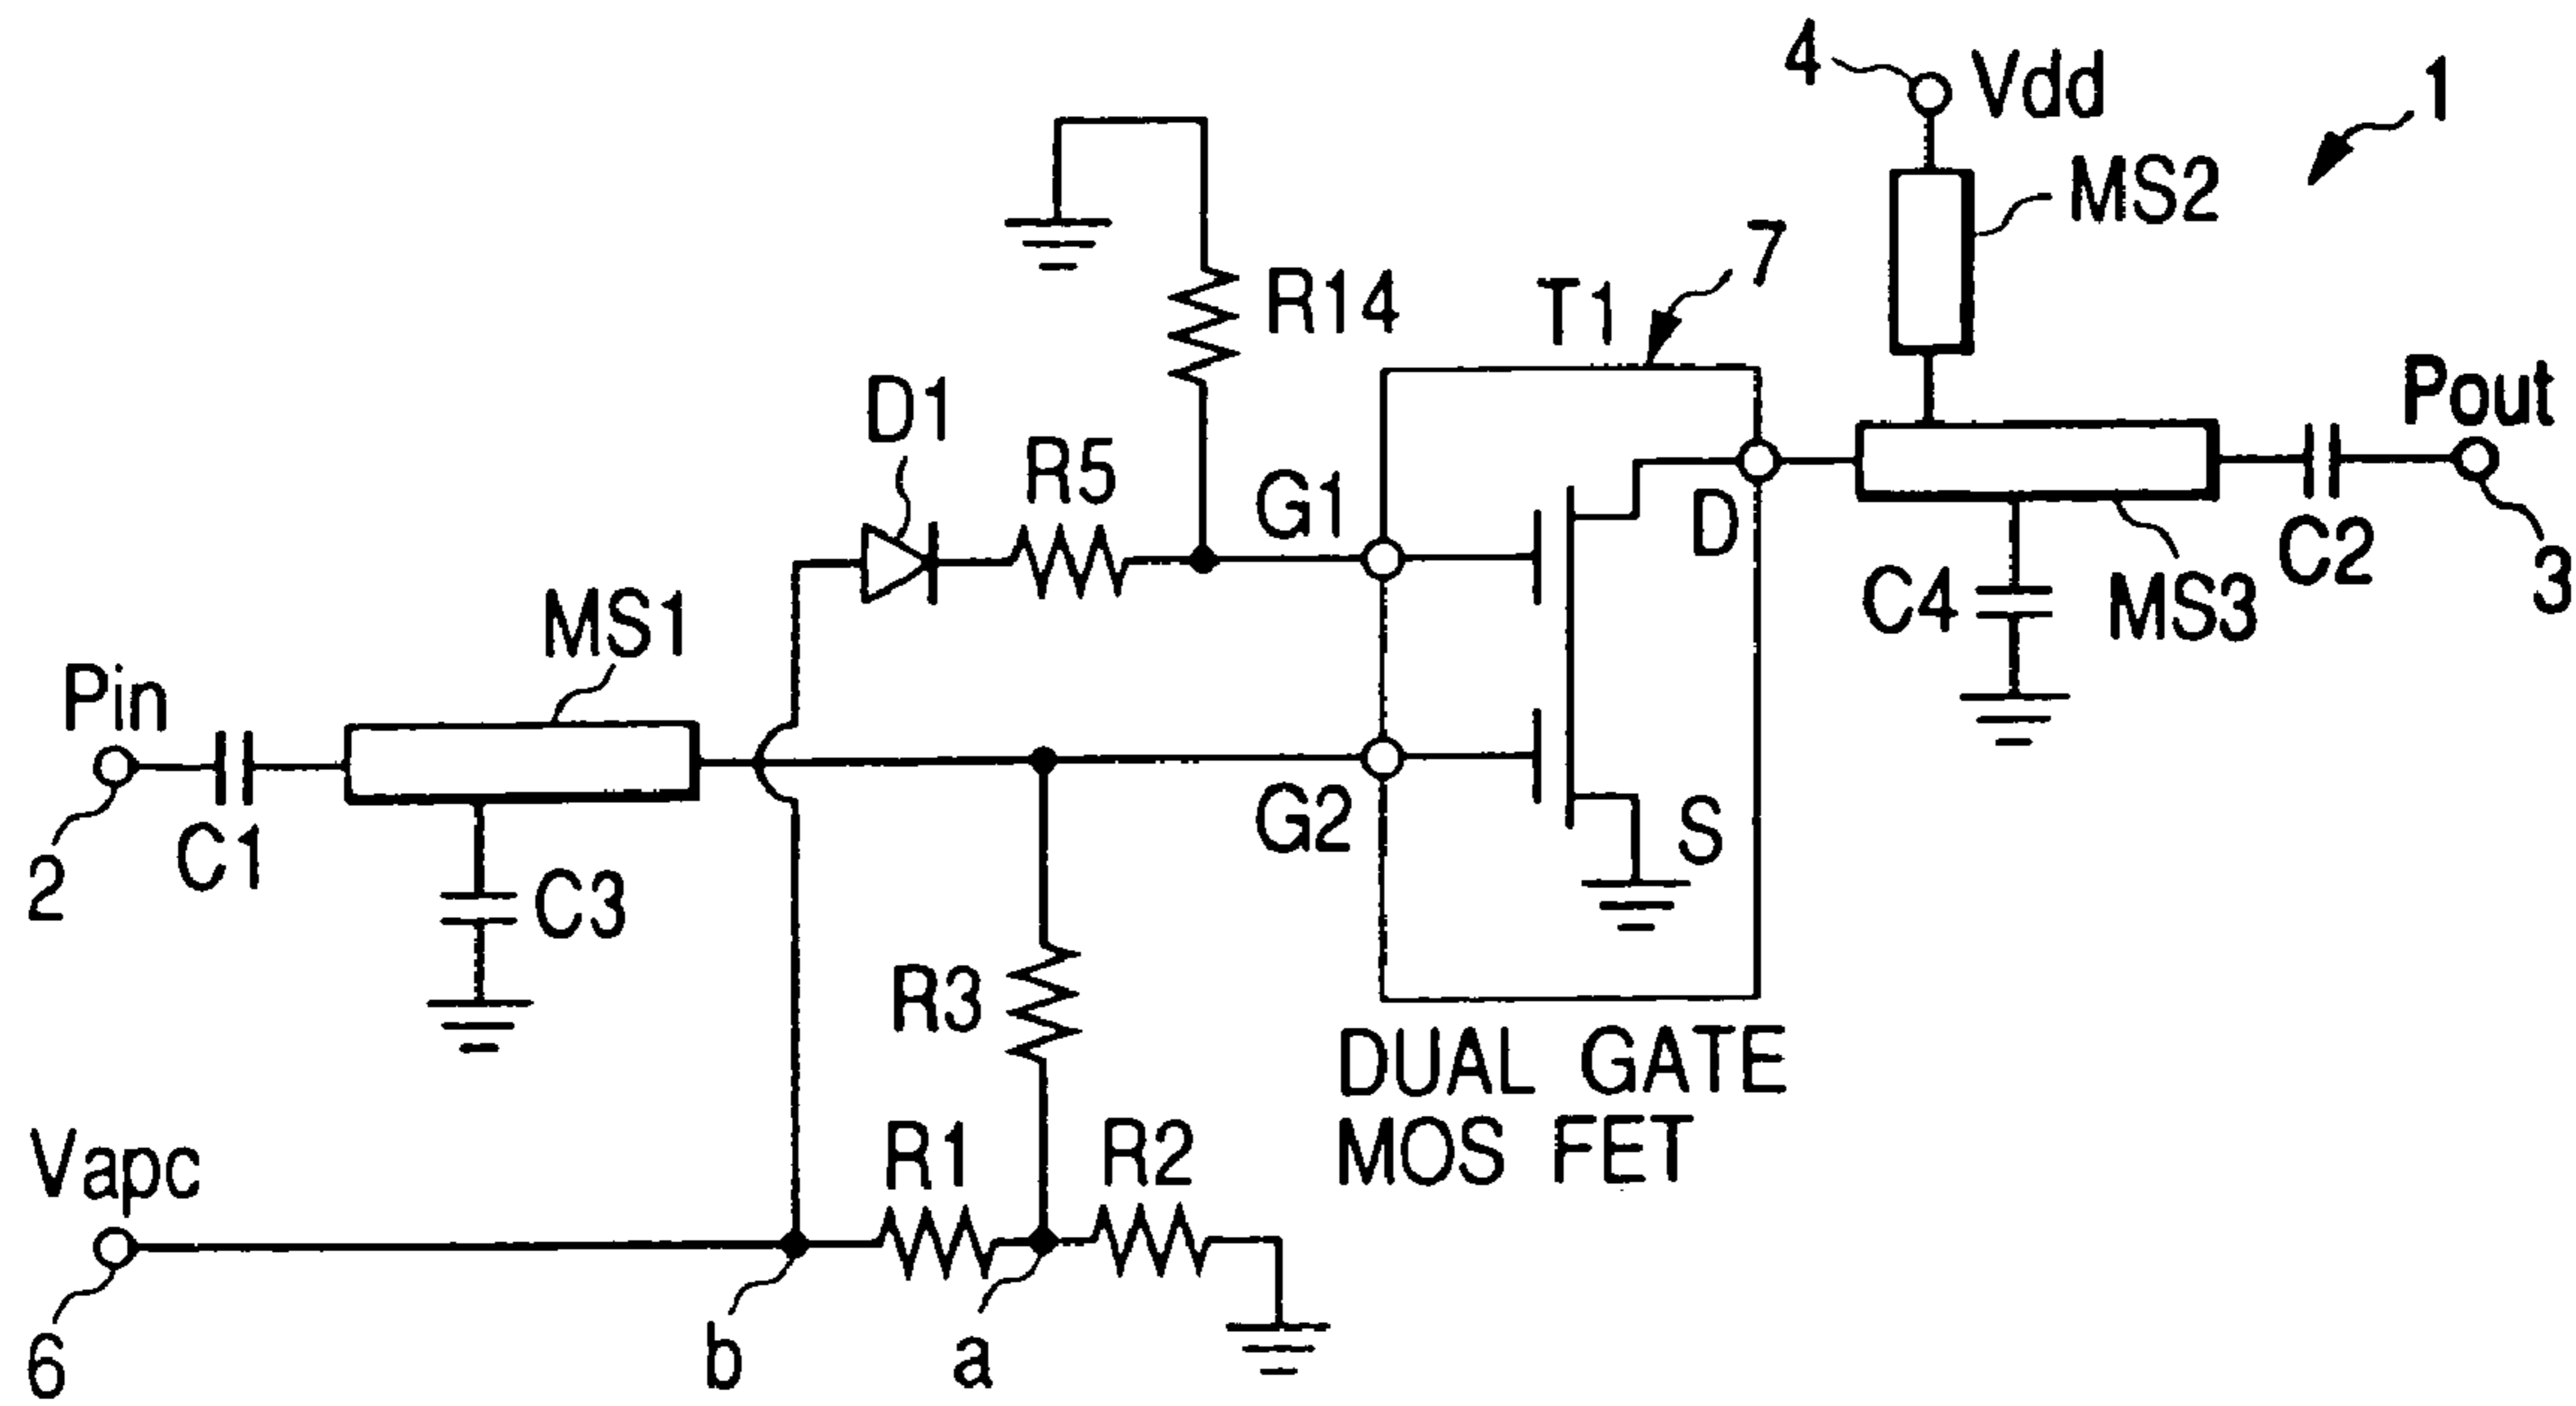 4
Vdd
1
MS2
R14
7
T1
Pout
D1
R5
G1
D
C2
C4
MS3
3
MS1
Pin
G2
S
C1
2
C3
R3
DUAL GATE
MOS FET
R1
R2
Vapc
6
b
a